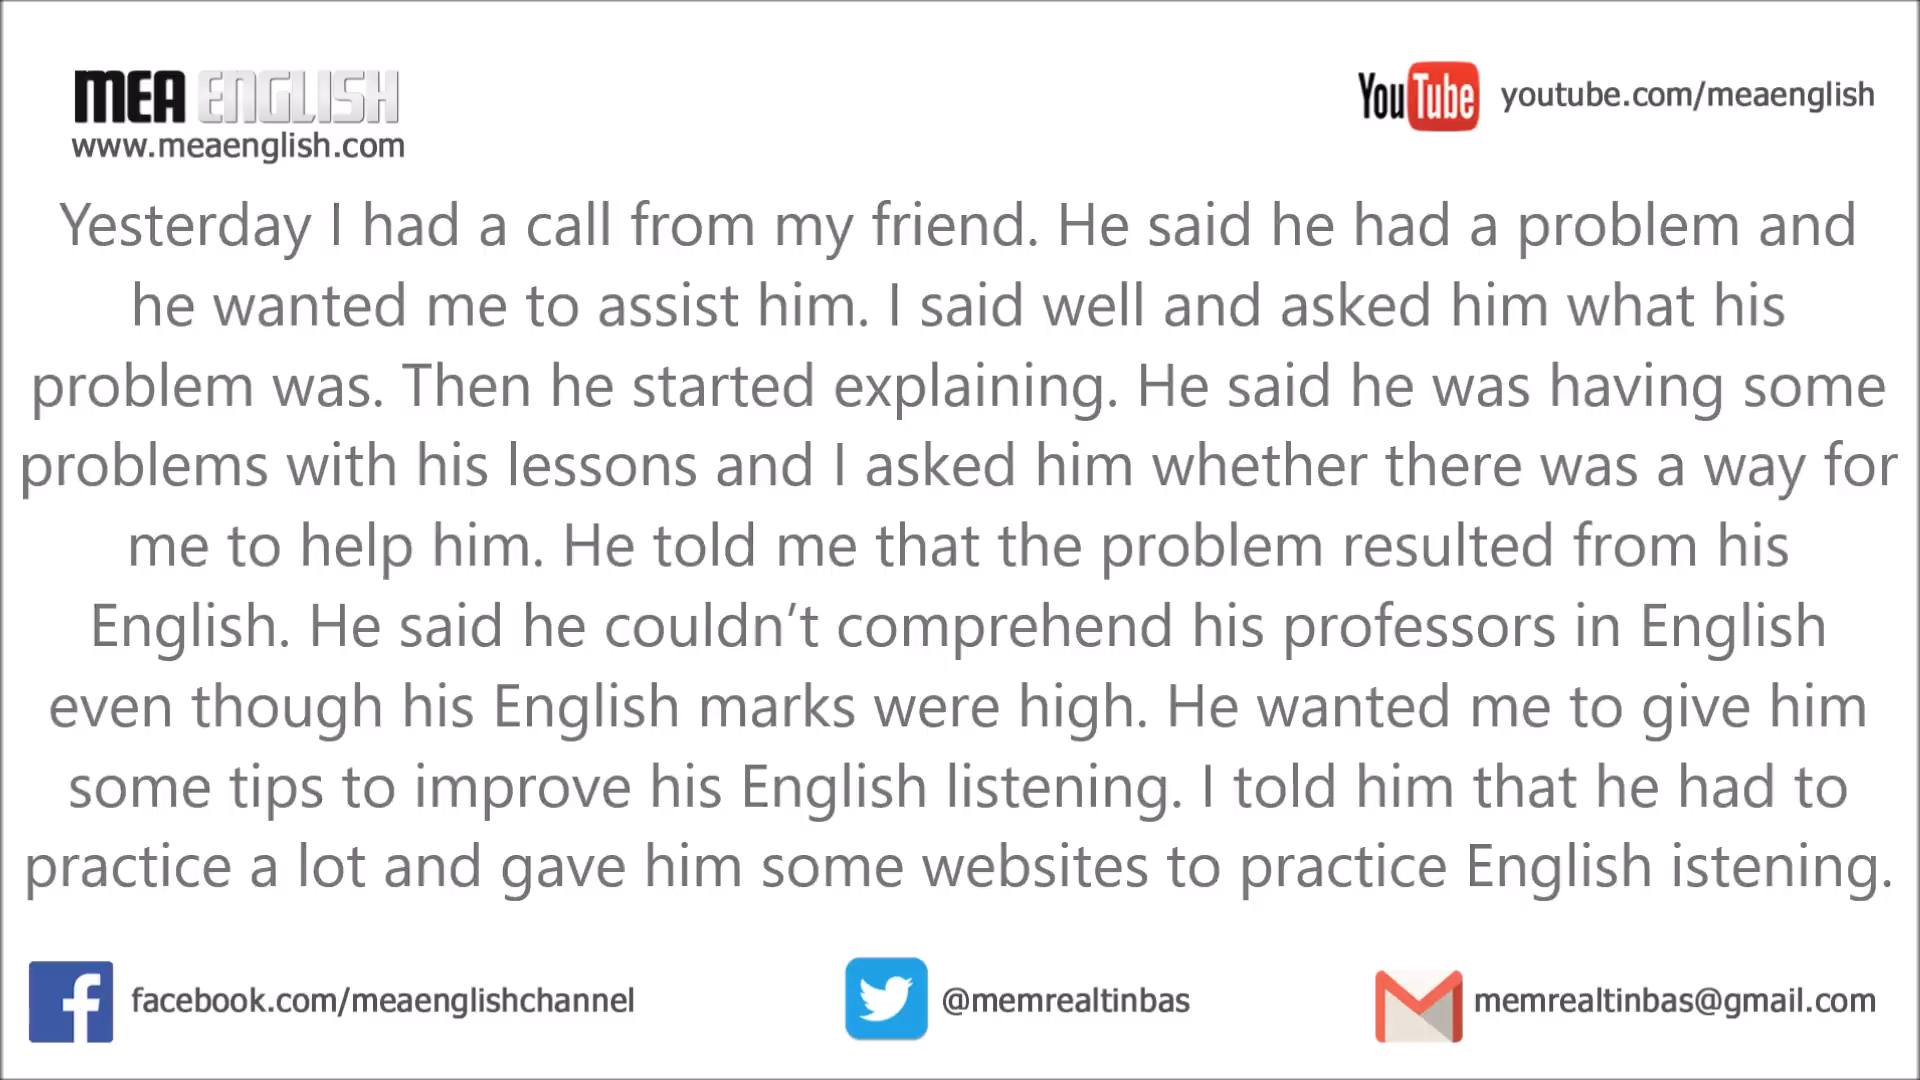 MEA ENGLISH
www.meaenglish.com
YouTube youtube.com/meaenglish
Yesterday I had a call from my friend. He said he had a problem and
he wanted me to assist him. I said well and asked him what his
problem was. Then he started explaining. He said he was having some
problems with his lessons and I asked him whether there was a way for
me to help him. He told me that the problem resulted from his
English. He said he couldn’t comprehend his professors in English
even though his English marks were high. He wanted me to give him
some tips to improve his English listening. I told him that he had to
practice a lot and gave him some websites to practice English istening.
facebook.com/meaenglishchannel
@memrealtinbas
memrealtinbas@gmail.com